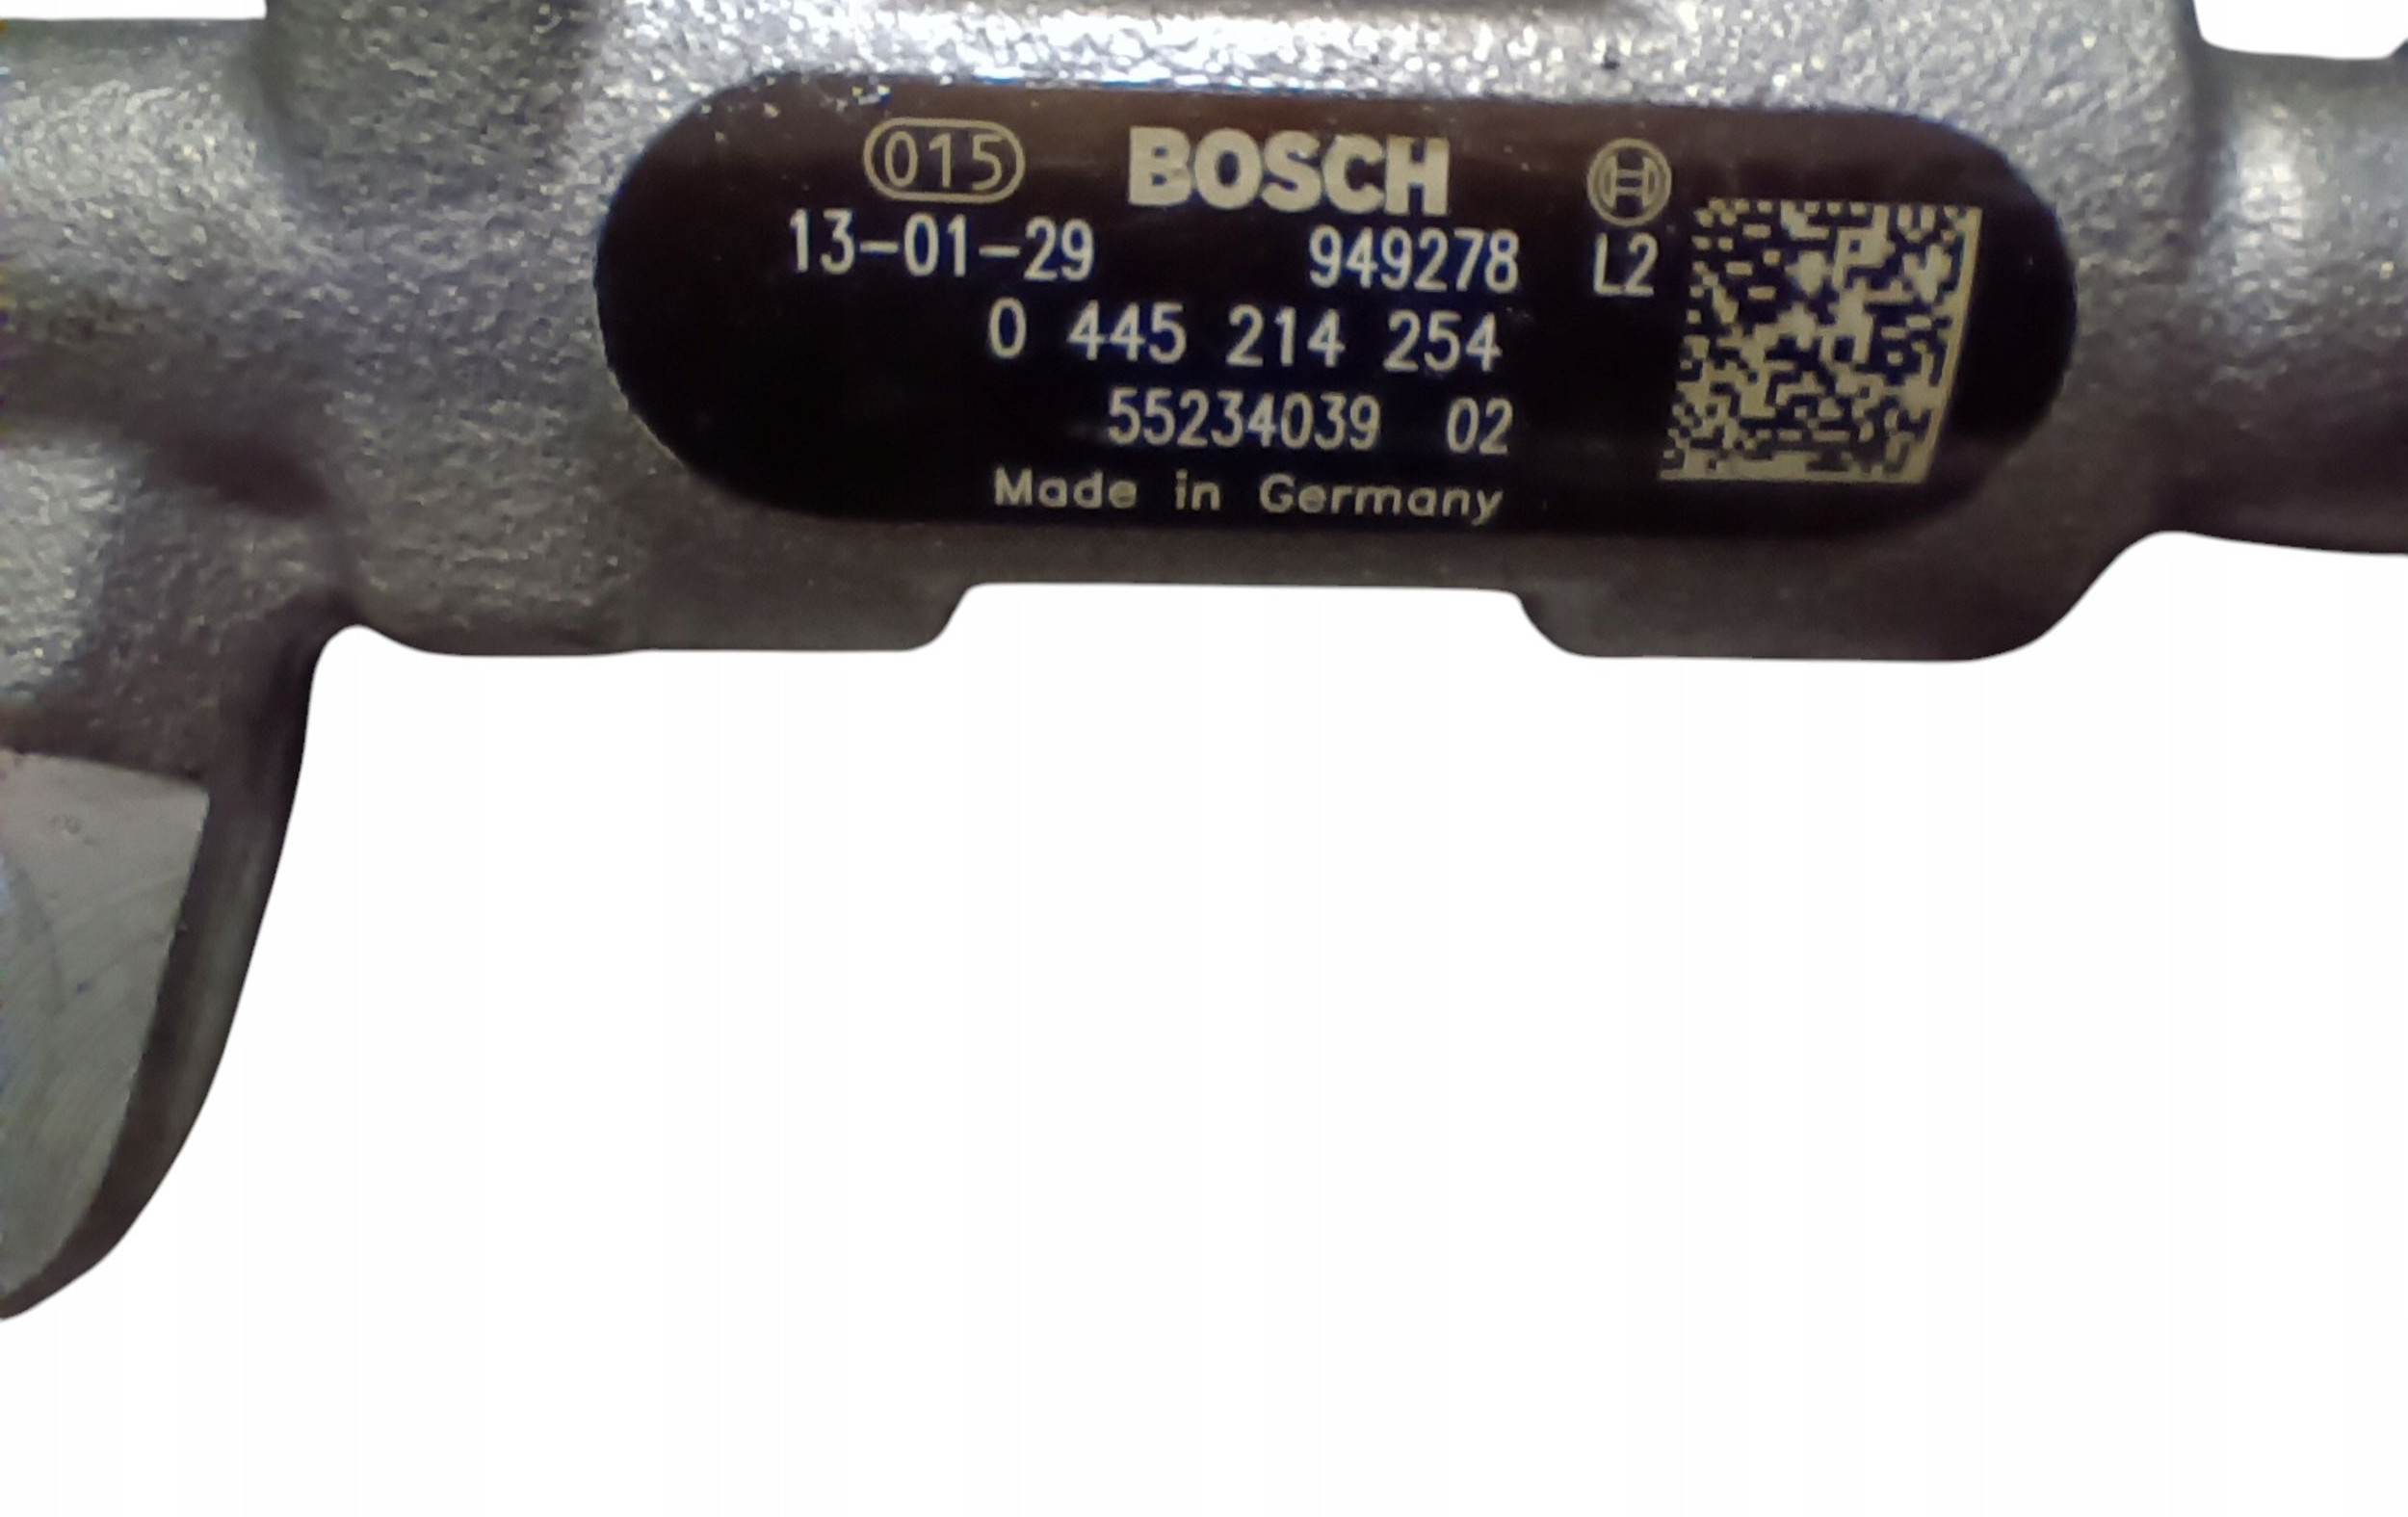 015 BOSCH
13-01-29 949278 L2
0 445 214 254
55234039 02
Made in Germany